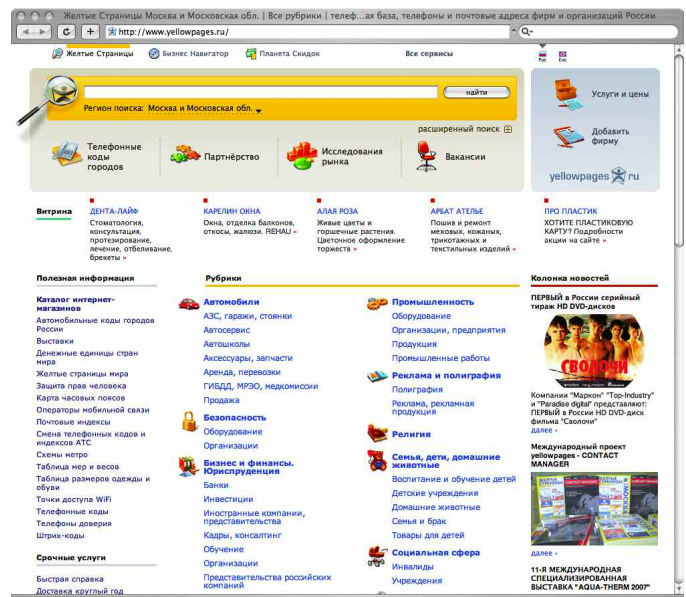 Желтые Страницы Москва и Московская обл. | Все рубрики | телеф...ая база, телефоны и почтовые адреса фирм и организаций России
http://www.yellowpages.ru/
Желтые Страницы
Бизнес Навигатор
Планета Скидок
Все сервисы
Рус
Eng
найти
Регион поиска: Москва и Московская обл.
расширенный поиск
Телефонные
коды
городов
Партнёрство
Исследования
рынка
Вакансии
Услуги и цены
Добавить
фирму
yellowpages ru
Витрина
ДЕНТА-ЛАЙФ
Стоматология,
консультация,
протезирование,
лечение, отбеливание,
брекеты »
КАРЕЛИН ОКНА
Окна, отделка балконов,
откосы, жалюзи. REHAU »
АЛАЯ РОЗА
Живые цветы и
горшечные растения.
Цветочное оформление
торжеств »
АРБАТ АТЕЛЬЕ
Пошив и ремонт
меховых, кожаных,
трикотажных и
текстильных изделий »
ПРО ПЛАСТИК
ХОТИТЕ ПЛАСТИКОВУЮ
КАРТУ? Подробности
акции на сайте »
Полезная информация
Каталог интернет-
магазинов
Автомобильные коды городов
России
Выставки
Денежные единицы стран
мира
Желтые страницы мира
Защита прав человека
Карта часовых поясов
Операторы мобильной связи
Почтовые индексы
Смена телефонных кодов и
индексов АТС
Схемы метро
Таблица мер и весов
Таблица размеров одежды и
обуви
Точки доступа WiFi
Телефонные коды
Телефоны доверия
Штрих-коды
Срочные услуги
Быстрая справка
Доставка круглый год
Рубрики
Автомобили
АЗС, гаражи, стоянки
Автосервис
Автошколы
Аксессуары, запчасти
Аренда, перевозки
ГИБДД, МРЭО, медкомиссии
Продажа
Безопасность
Оборудование
Организации
Бизнес и финансы.
Юриспруденция
Банки
Инвестиции
Иностранные компании,
представительства
Кадры, консалтинг
Обучение
Организации
Представительства российских
компаний
Промышленность
Оборудование
Организации, предприятия
Продукция
Промышленные работы
Реклама и полиграфия
Полиграфия
Реклама, рекламная
продукция
Религия
Семья, дети, домашние
животные
Воспитание и обучение детей
Детские учреждения
Домашние животные
Семья и брак
Товары для детей
Социальная сфера
Инвалиды
Учреждения
Колонка новостей
ПЕРВЫЙ в России серийный
тираж HD DVD-дисков
СВОЛОЧИ
Компании "Маркон" "Top-Industry"
и "Paradise digital" представляют:
ПЕРВЫЙ в России HD DVD-диск
фильма "Сволочи"
далее ›
Международный проект
yellowpages - CONTACT
MANAGER
далее ›
11-Я МЕЖДУНАРОДНАЯ
СПЕЦИАЛИЗИРОВАННАЯ
ВЫСТАВКА "AQUA-THERM 2007"